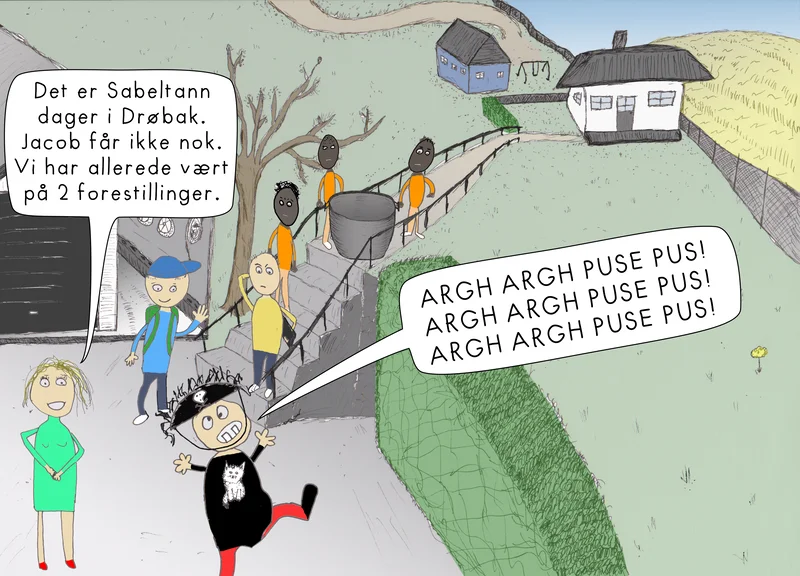 Det er Sabeltann
dager i Drøbak.
Jacob får ikke nok.
Vi har allerede vært
på 2 forestillinger.
ARGH ARGH PUSE PUS!
ARGH ARGH PUSE PUS!
ARGH ARGH PUSE PUS!